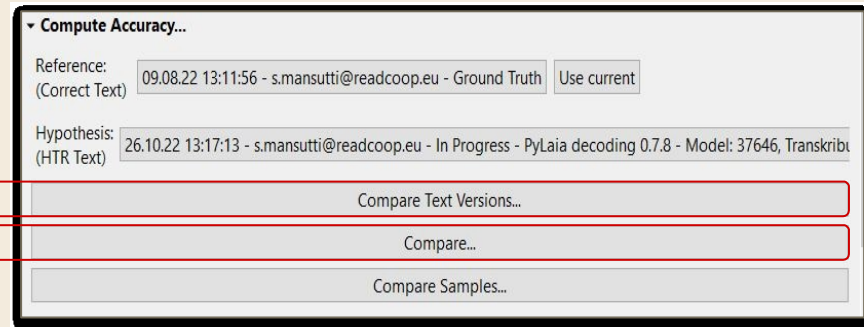 Compute Accuracy...
Reference:
(Correct Text)
09.08.22 13:11:56 - s.mansutti@readcoop.eu - Ground Truth
Use current
Hypothesis:
(HTR Text)
26.10.22 13:17:13 - s.mansutti@readcoop.eu - In Progress - PyLaia decoding 0.7.8 - Model: 37646,
Compare Text Versions...
Compare...
Compare Samples...